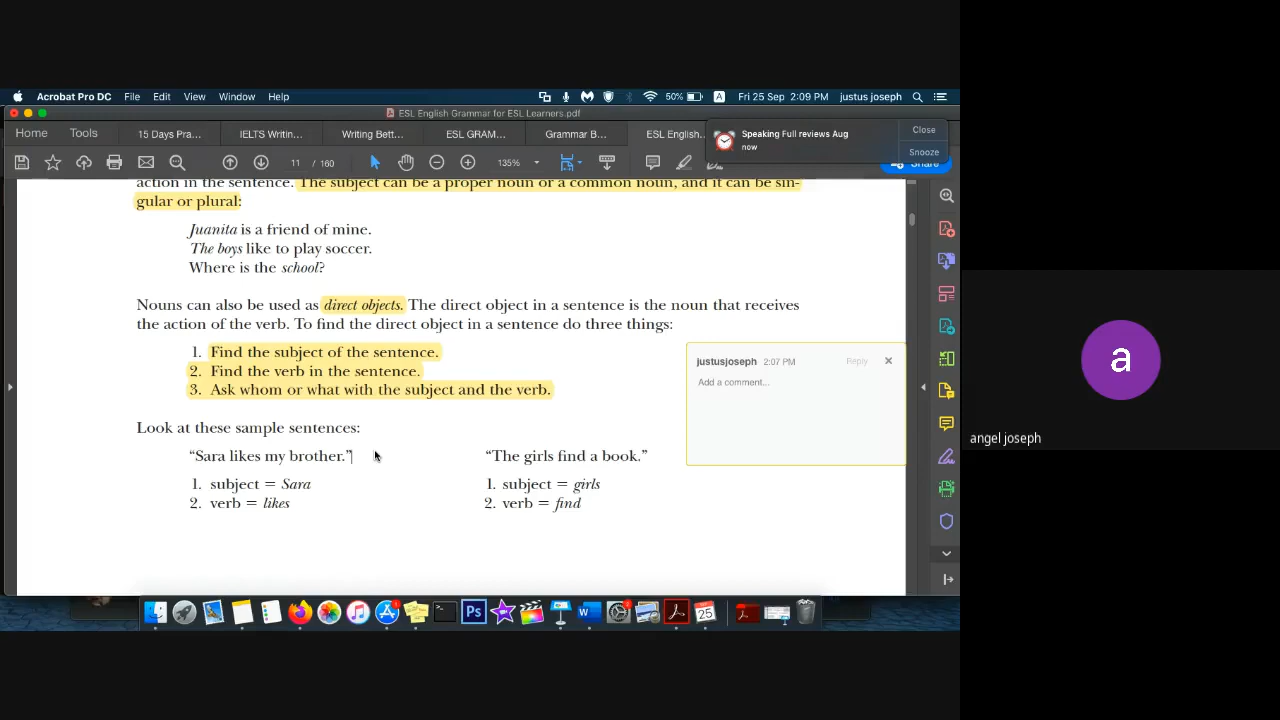 Acrobat Pro DC File Edit View Window Help 50% A Fri 25 Sep 2:09 PM justus joseph
ESL English Grammar for ESL Learners.pdf
Home Tools 15 Days Pra... IELTS Writin... Writing Bett... ESL GRAM... Grammar B... ESL English...
Speaking Full reviews Aug
now
Close
Snooze
11 / 160 135% Share
action in the sentence. The subject can be a proper noun or a common noun, and it can be sin-
gular or plural:
Juanita is a friend of mine.
The boys like to play soccer.
Where is the school?
Nouns can also be used as direct objects. The direct object in a sentence is the noun that receives
the action of the verb. To find the direct object in a sentence do three things:
1. Find the subject of the sentence.
2. Find the verb in the sentence.
3. Ask whom or what with the subject and the verb.
justusjoseph 2:07 PM Reply
Add a comment...
Look at these sample sentences:
“Sara likes my brother.” “The girls find a book.”
1. subject = Sara 1. subject = girls
2. verb = likes 2. verb = find
Ps W 25
a
angel joseph